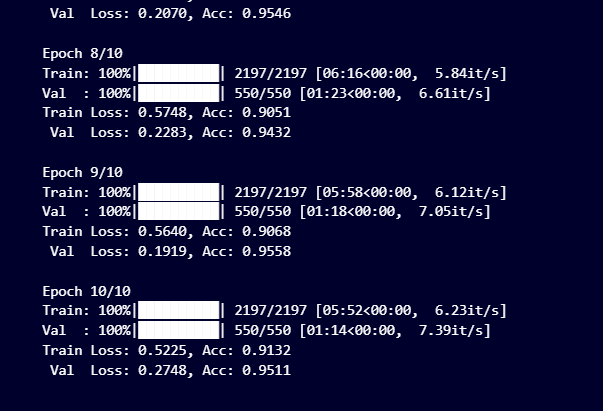 Val  Loss: 0.2070, Acc: 0.9546
Epoch 8/10
Train: 100%|██████████| 2197/2197 [06:16<00:00,  5.84it/s]
Val  : 100%|██████████| 550/550 [01:23<00:00,  6.61it/s]
Train Loss: 0.5748, Acc: 0.9051
Val  Loss: 0.2283, Acc: 0.9432
Epoch 9/10
Train: 100%|██████████| 2197/2197 [05:58<00:00,  6.12it/s]
Val  : 100%|██████████| 550/550 [01:18<00:00,  7.05it/s]
Train Loss: 0.5640, Acc: 0.9068
Val  Loss: 0.1919, Acc: 0.9558
Epoch 10/10
Train: 100%|██████████| 2197/2197 [05:52<00:00,  6.23it/s]
Val  : 100%|██████████| 550/550 [01:14<00:00,  7.39it/s]
Train Loss: 0.5225, Acc: 0.9132
Val  Loss: 0.2748, Acc: 0.9511